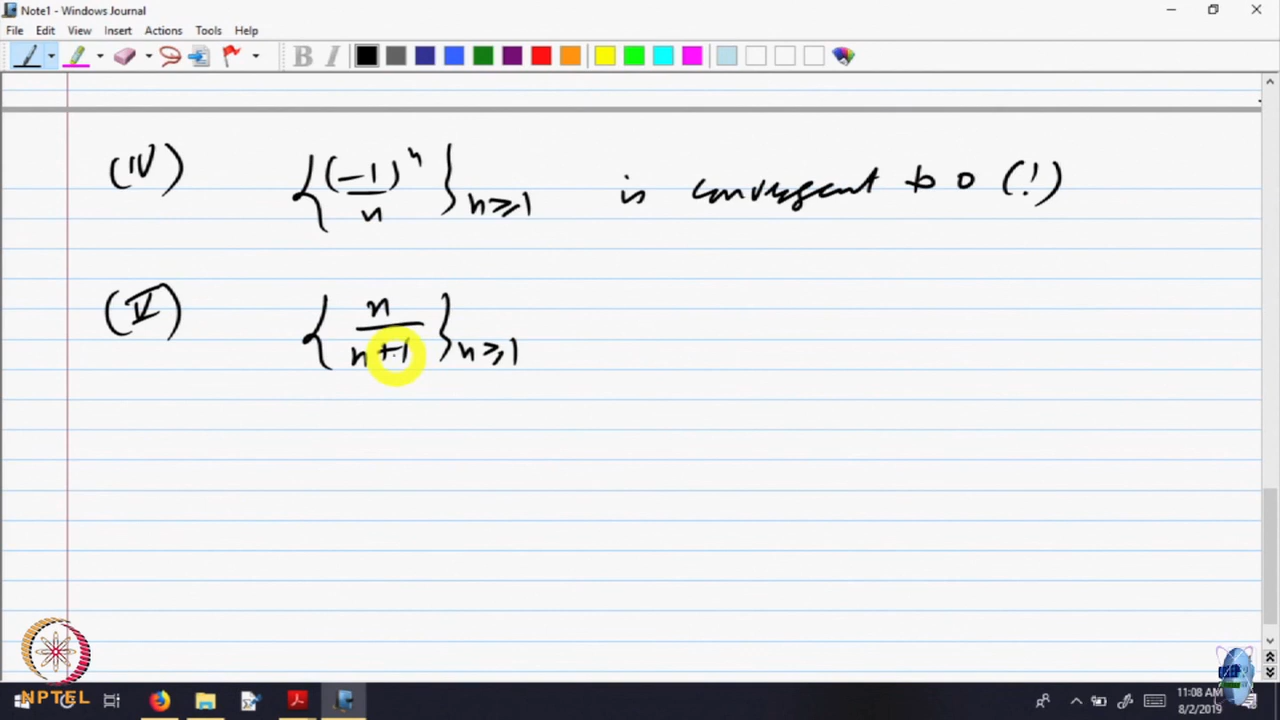 Note1 - Windows Journal
File Edit View Insert Actions Tools Help
B I
(IV) {(-1)^n/n}_{n≥1} is convergent to 0 (!)
(V) {n/n+1}_{n≥1}
NPTEL
11:08 AM
8/2/2019